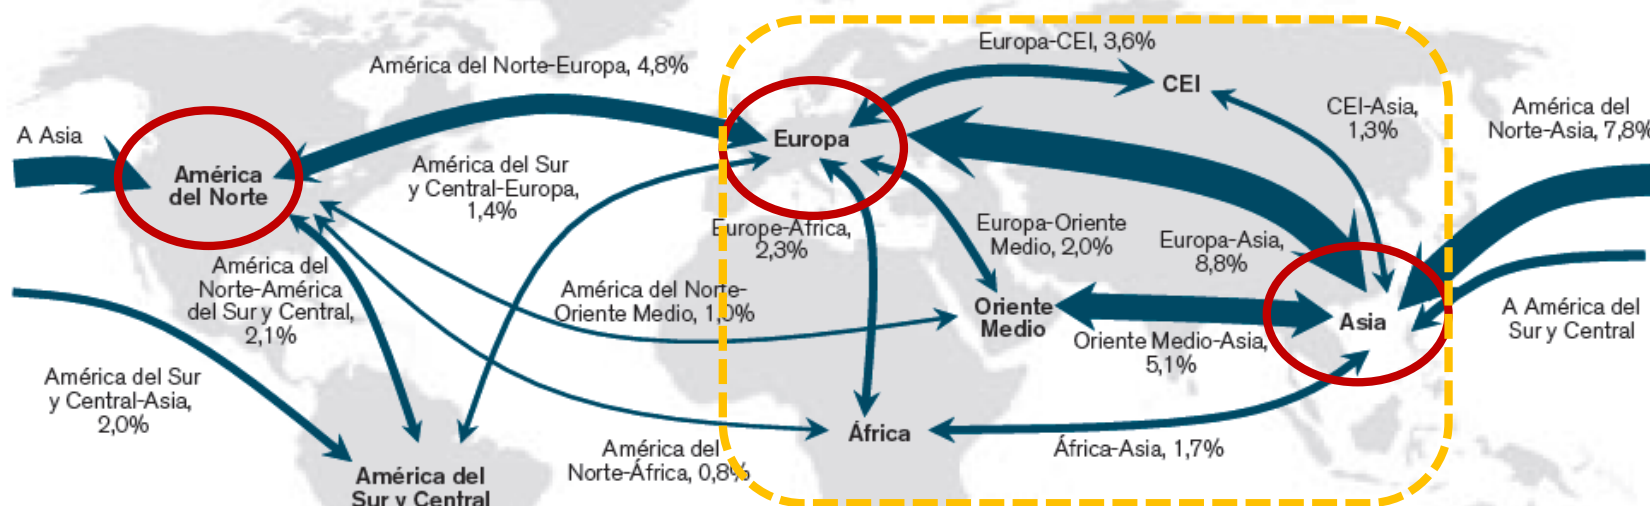 Europa-CEI, 3,6%
América del Norte-Europa, 4,8%
CEI
CEI-Asia,
1,3%
América del
Norte-Asia, 7,8%
A Asia
Europa
América
del Norte
América del Sur
y Central-Europa,
1,4%
Europe-Africa,
2,3%
Europa-Oriente
Medio, 2,0%
Europa-Asia,
8,8%
América del
Norte-América
del Sur y Central,
2,1%
América del Norte-
Oriente Medio, 1,0%
Oriente
Medio
Asia
A América del
Sur y Central
Oriente Medio-Asia,
5,1%
América del Sur
y Central-Asia,
2,0%
África
América del
Norte-África, 0,8%
África-Asia, 1,7%
América del
Sur y Central